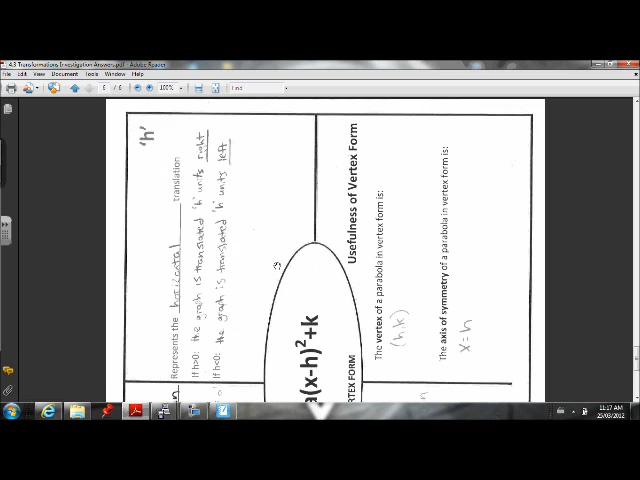 4.3 Transformations Investigation Answers.pdf - Adobe Reader
File Edit View Document Tools Window Help
6 / 6 100% Find
'h'
Represents the horizontal translation
If h>0: the graph is translated 'h' units right
If h<0: the graph is translated 'h' units left
a(x-h)²+k
RTEX FORM
Usefulness of Vertex Form
The vertex of a parabola in vertex form is:
(h,k)
The axis of symmetry of a parabola in vertex form is:
x=h
11:17 AM
25/03/2012